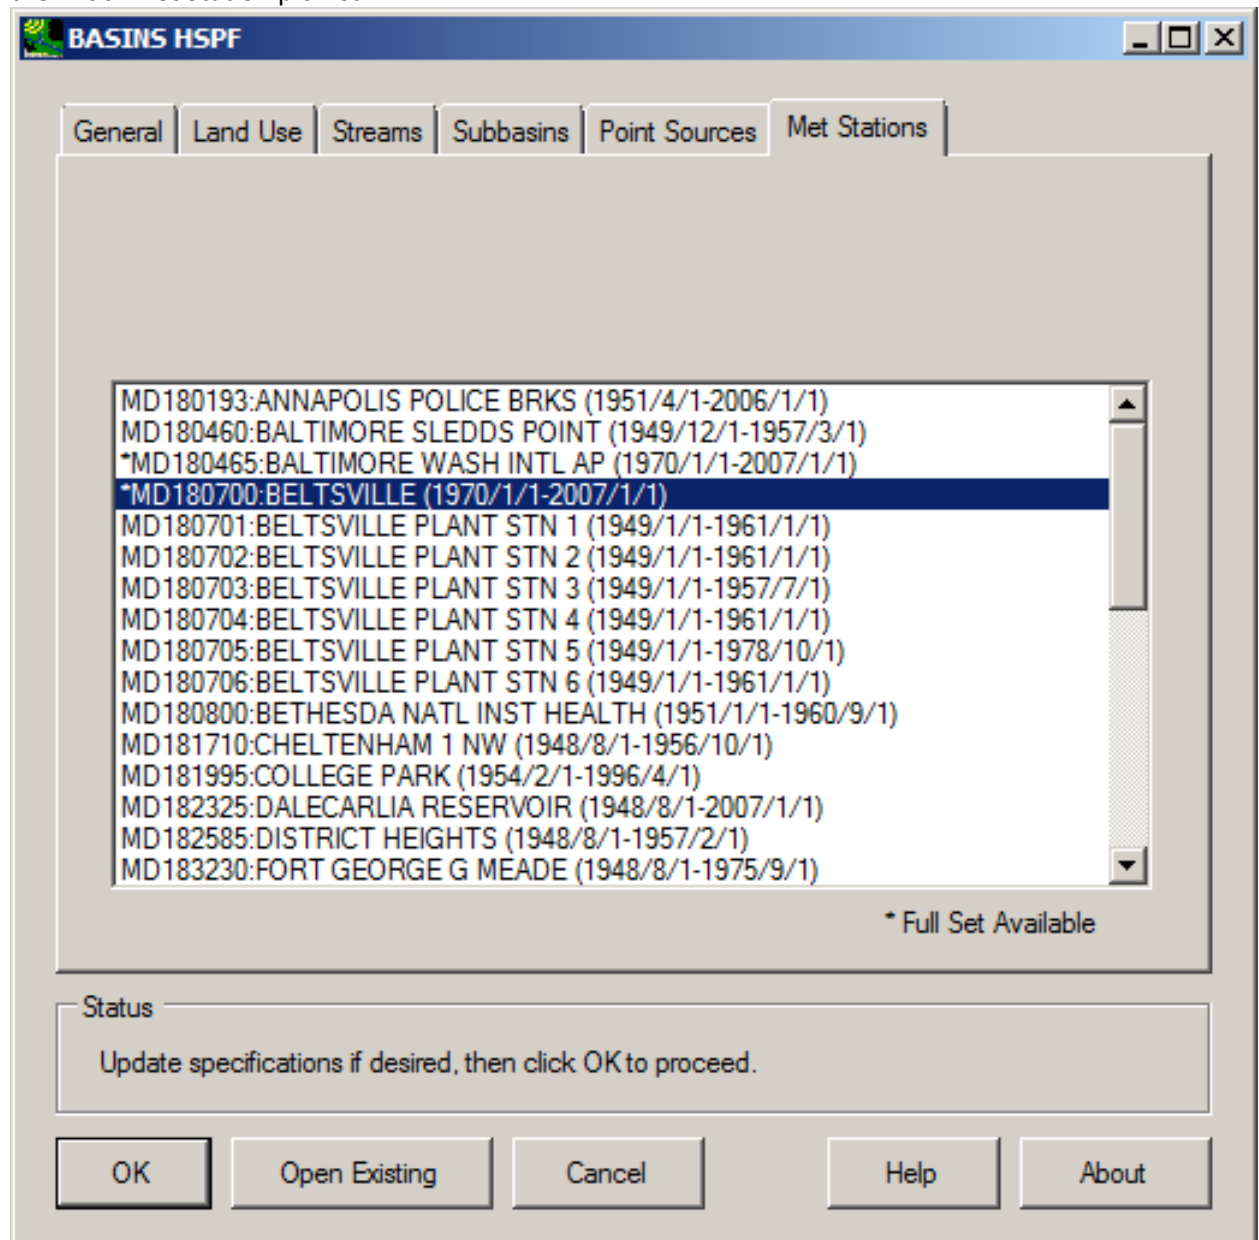 BASINS HSPF
General Land Use Streams Subbasins Point Sources Met Stations
MD180193:ANNAPOLIS POLICE BRKS (1951/4/1-2006/1/1)
MD180460:BALTIMORE SLEDDS POINT (1949/12/1-1957/3/1)
*MD180465:BALTIMORE WASH INTL AP (1970/1/1-2007/1/1)
*MD180700:BELTSVILLE (1970/1/1-2007/1/1)
MD180701:BELTSVILLE PLANT STN 1 (1949/1/1-1961/1/1)
MD180702:BELTSVILLE PLANT STN 2 (1949/1/1-1961/1/1)
MD180703:BELTSVILLE PLANT STN 3 (1949/1/1-1957/7/1)
MD180704:BELTSVILLE PLANT STN 4 (1949/1/1-1961/1/1)
MD180705:BELTSVILLE PLANT STN 5 (1949/1/1-1978/10/1)
MD180706:BELTSVILLE PLANT STN 6 (1949/1/1-1961/1/1)
MD180800:BETHESDA NATL INST HEALTH (1951/1/1-1960/9/1)
MD181710:CHELTENHAM 1 NW (1948/8/1-1956/10/1)
MD181995:COLLEGE PARK (1954/2/1-1996/4/1)
MD182325:DALECARLIA RESERVOIR (1948/8/1-2007/1/1)
MD182585:DISTRICT HEIGHTS (1948/8/1-1957/2/1)
MD183230:FORT GEORGE G MEADE (1948/8/1-1975/9/1)
* Full Set Available
Status
Update specifications if desired, then click OK to proceed.
OK Open Existing Cancel Help About